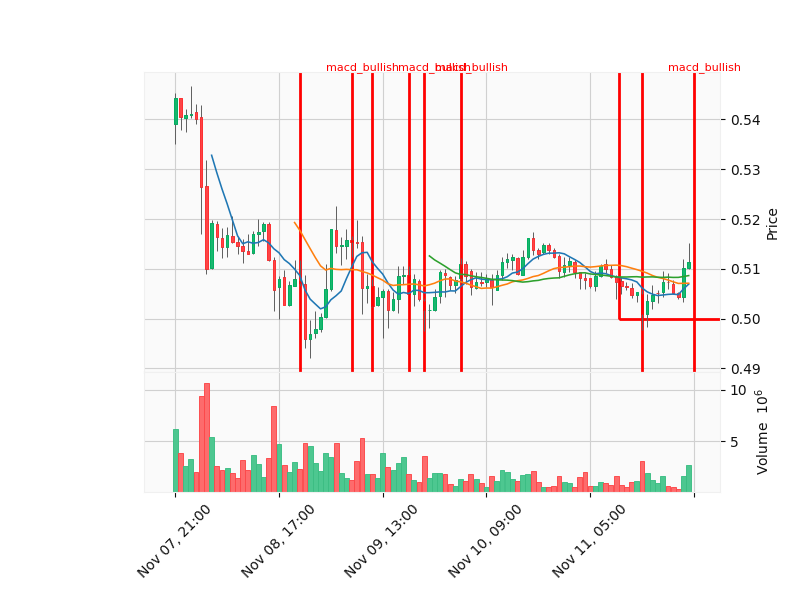 macd_bullish macd_bullish macd_bullish macd_bullish
0.54
0.53
0.52
0.51
0.50
0.49
Price
10
5
Volume 10^6
Nov 07, 21:00
Nov 08, 17:00
Nov 09, 13:00
Nov 10, 09:00
Nov 11, 05:00